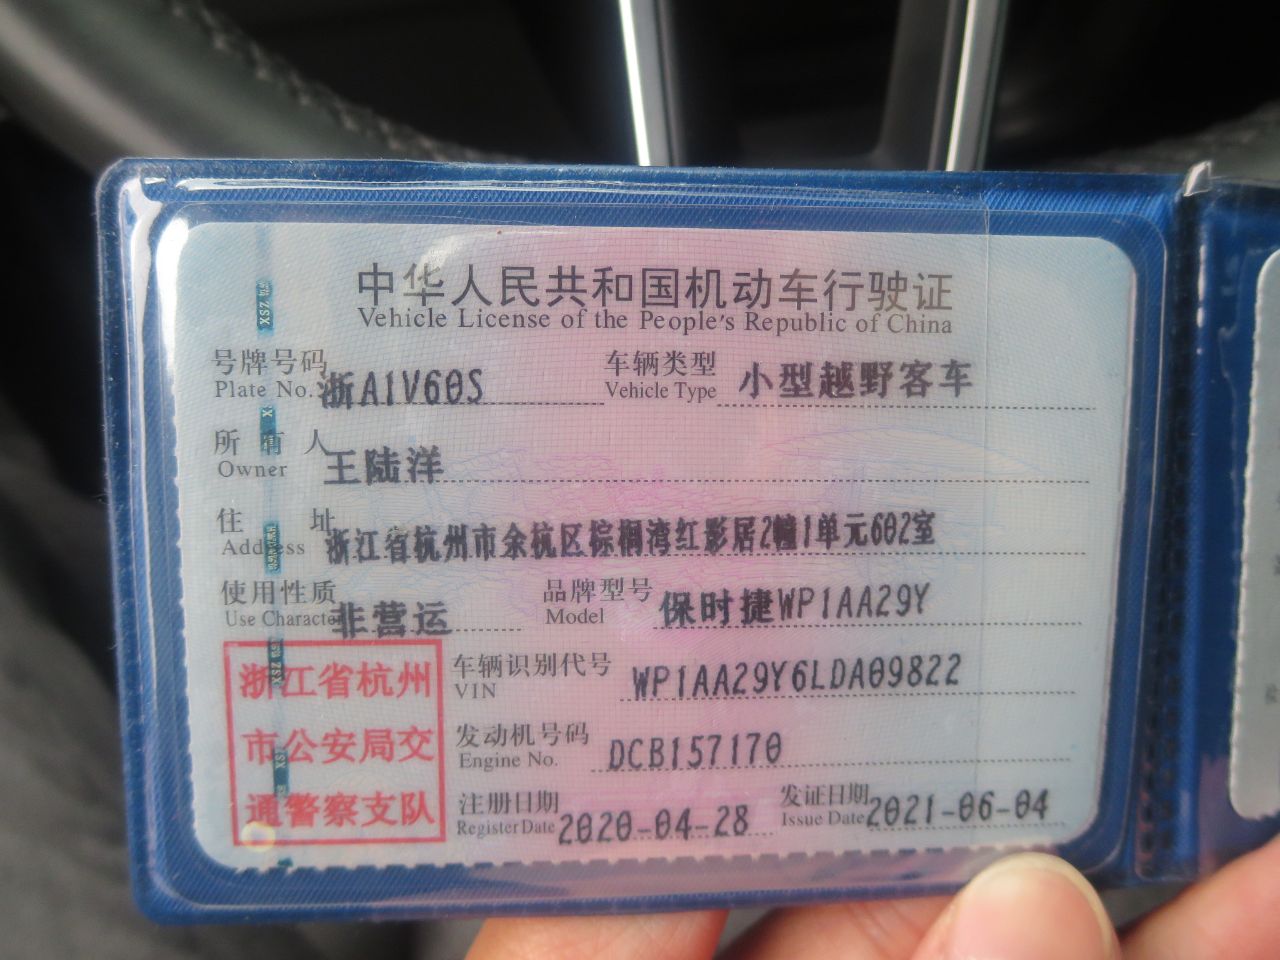 中华人民共和国机动车行驶证
Vehicle License of the People's Republic of China
号牌号码 浙A1V60S 车辆类型 小型越野客车
Plate No. Vehicle Type
所有人 王陆洋
Owner
住址 浙江省杭州市余杭区棕榈湾红影居2幢1单元602室
Address
使用性质 非营运 品牌型号 保时捷WP1AA29Y
Use Character Model
浙江省杭州 车辆识别代号 WP1AA29Y6LDA09822
VIN
市公安局交 发动机号码 DCB157170
Engine No.
通警察支队 注册日期 2020-04-28 发证日期 2021-06-04
Register Date Issue Date